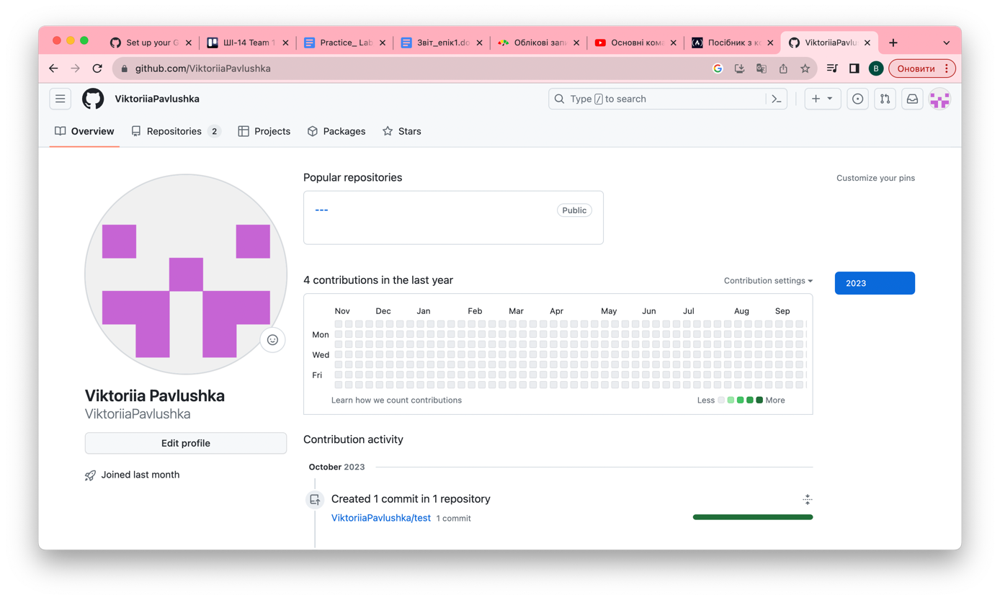 Set up your G
ШІ-14 Team 1
Practice_ Lab
Звіт_епік1.do
Облікові запи
Основні кома
Посібник з ко
ViktoriiaPavlu
github.com/ViktoriiaPavlushka
B
Оновити
ViktoriiaPavlushka
Type / to search
Overview
Repositories 2
Projects
Packages
Stars
Popular repositories
Customize your pins
---
Public
4 contributions in the last year
Contribution settings
2023
Nov Dec Jan Feb Mar Apr May Jun Jul Aug Sep
Mon
Wed
Fri
Learn how we count contributions
Less More
Viktoriia Pavlushka
ViktoriiaPavlushka
Edit profile
Joined last month
Contribution activity
October 2023
Created 1 commit in 1 repository
ViktoriiaPavlushka/test 1 commit